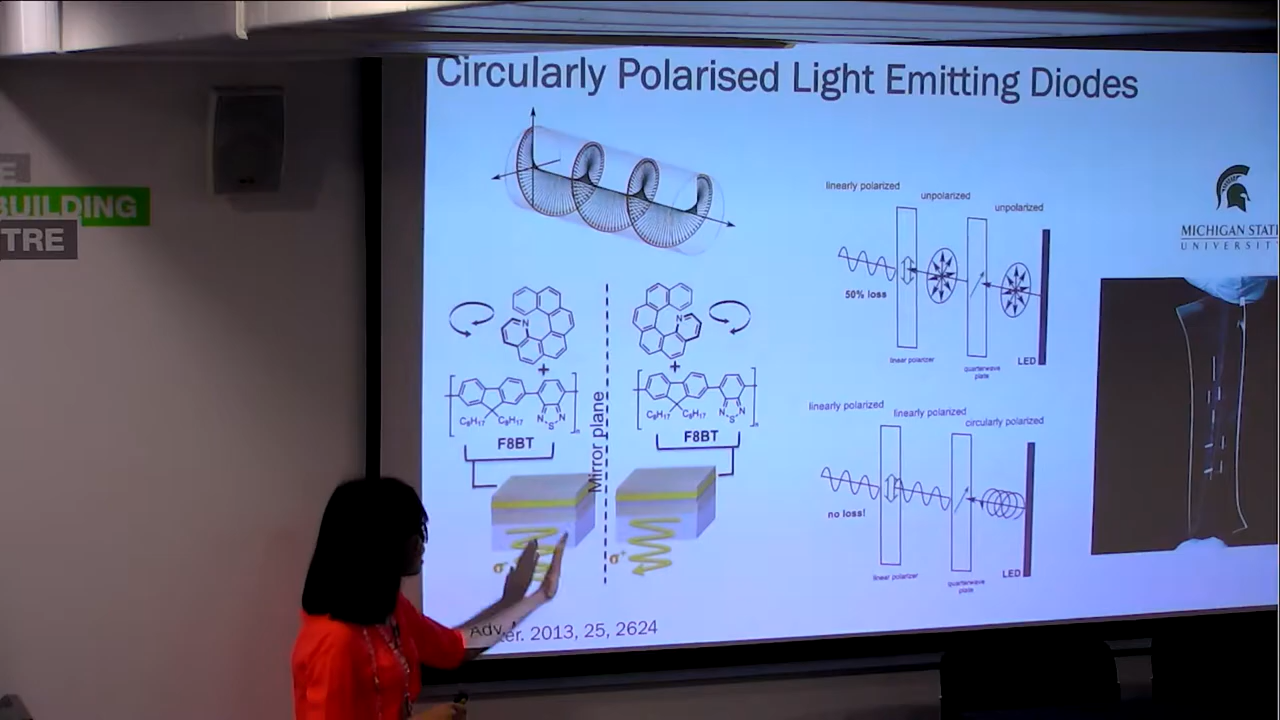 Circularly Polarised Light Emitting Diodes
E
BUILDING
TRE
linearly polarized
unpolarized
unpolarized
50% loss
linear polarizer
quarterwave
plate
LED
MICHIGAN STAT
UNIVERSITY
N
+
C₈H₁₇ C₈H₁₇
N S N
n
F8BT
Mirror plane
N
+
C₈H₁₇ C₈H₁₇
N S N
n
F8BT
σ-
σ+
linearly polarized
linearly polarized
circularly polarized
no loss!
linear polarizer
quarterwave
plate
LED
Adv. er. 2013, 25, 2624